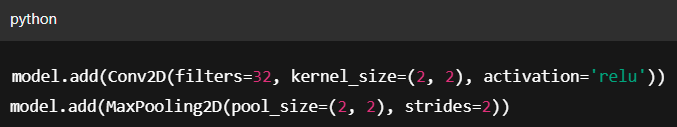 python
model.add(Conv2D(filters=32, kernel_size=(2, 2), activation='relu'))
model.add(MaxPooling2D(pool_size=(2, 2), strides=2))